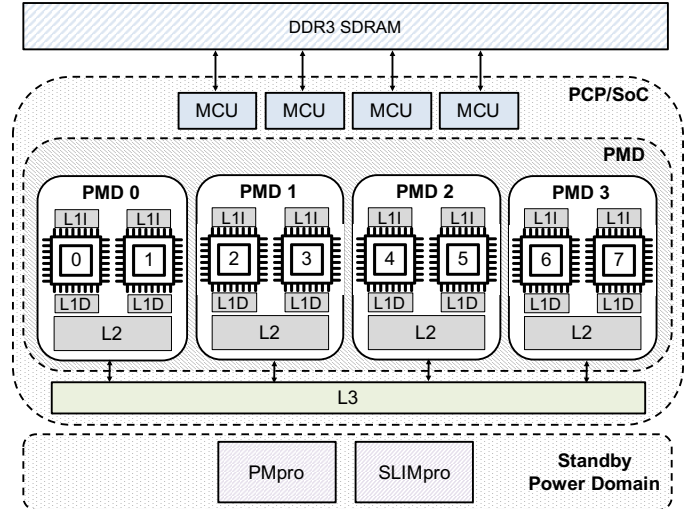 DDR3 SDRAM
MCU MCU MCU MCU
PCP/SoC
PMD
PMD 0 PMD 1 PMD 2 PMD 3
L1I L1I L1I L1I L1I L1I L1I L1I
0 1 2 3 4 5 6 7
L1D L1D L1D L1D L1D L1D L1D L1D
L2 L2 L2 L2
L3
PMpro SLIMpro
Standby
Power Domain